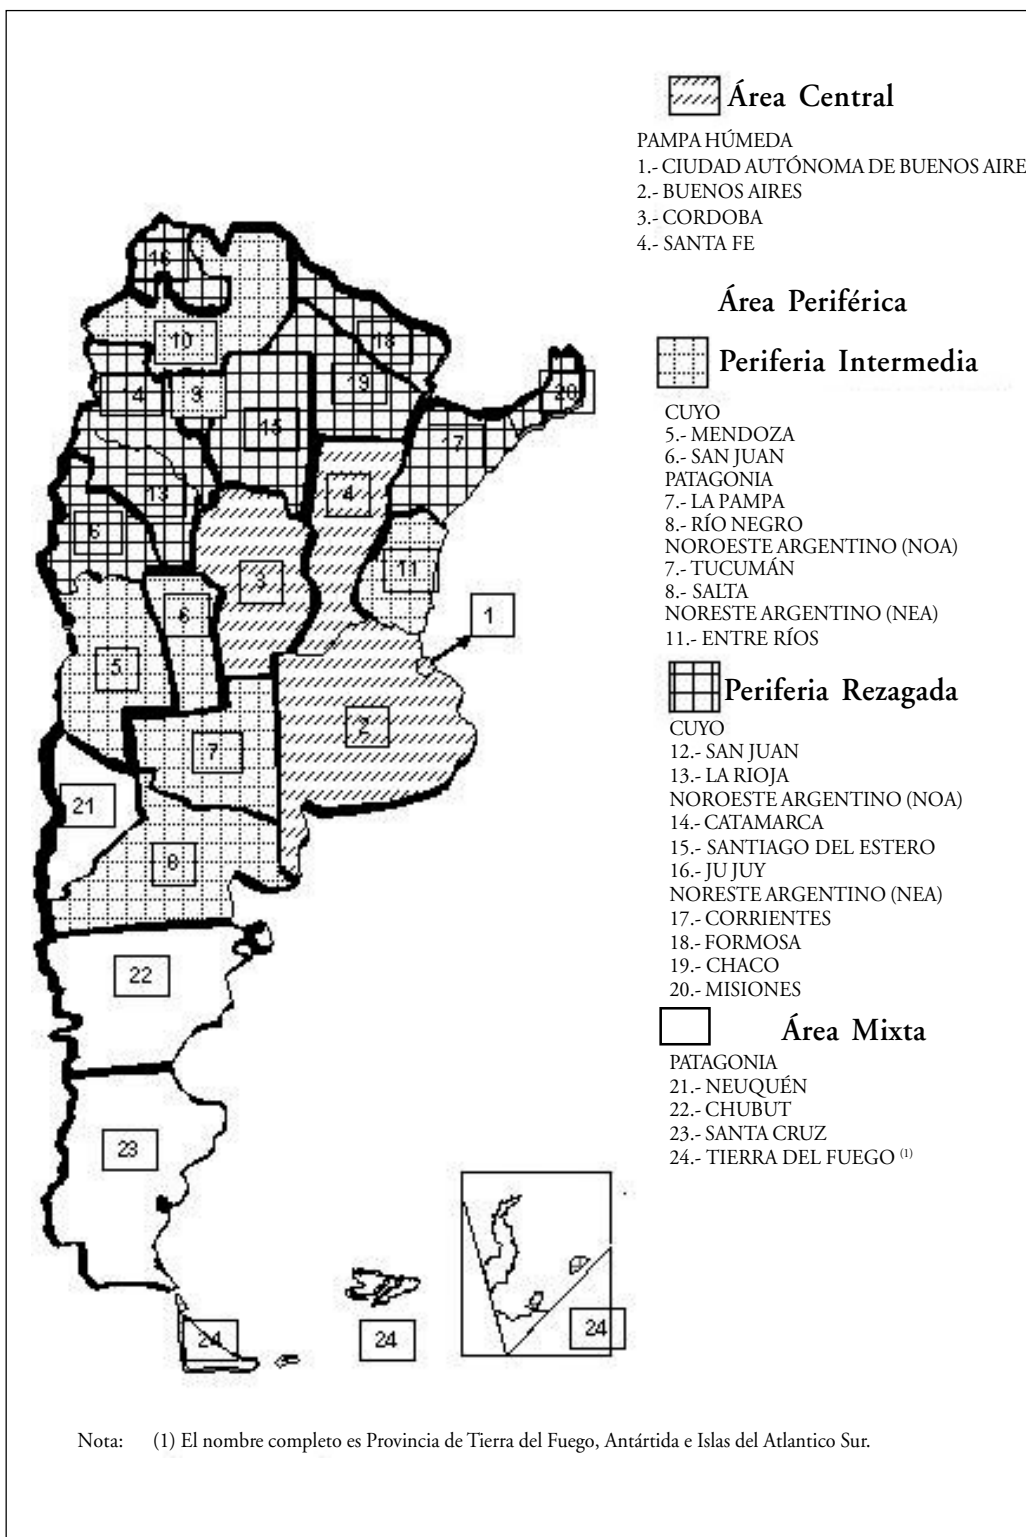 Área Central
PAMPA HÚMEDA
1.- CIUDAD AUTÓNOMA DE BUENOS AIRE
2.- BUENOS AIRES
3.- CORDOBA
4.- SANTA FE
Área Periférica
Periferia Intermedia
CUYO
5.- MENDOZA
6.- SAN JUAN
PATAGONIA
7.- LA PAMPA
8.- RÍO NEGRO
NOROESTE ARGENTINO (NOA)
7.- TUCUMÁN
8.- SALTA
NORESTE ARGENTINO (NEA)
11.- ENTRE RÍOS
Periferia Rezagada
CUYO
12.- SAN JUAN
13.- LA RIOJA
NOROESTE ARGENTINO (NOA)
14.- CATAMARCA
15.- SANTIAGO DEL ESTERO
16.- JU JUY
NORESTE ARGENTINO (NEA)
17.- CORRIENTES
18.- FORMOSA
19.- CHACO
20.- MISIONES
Área Mixta
PATAGONIA
21.- NEUQUÉN
22.- CHUBUT
23.- SANTA CRUZ
24.- TIERRA DEL FUEGO (1)
16
10
18
14
9
19
20
15
17
13
4
6
11
3
6
1
5
2
7
21
8
22
23
24
24
24
Nota: (1) El nombre completo es Provincia de Tierra del Fuego, Antártida e Islas del Atlantico Sur.